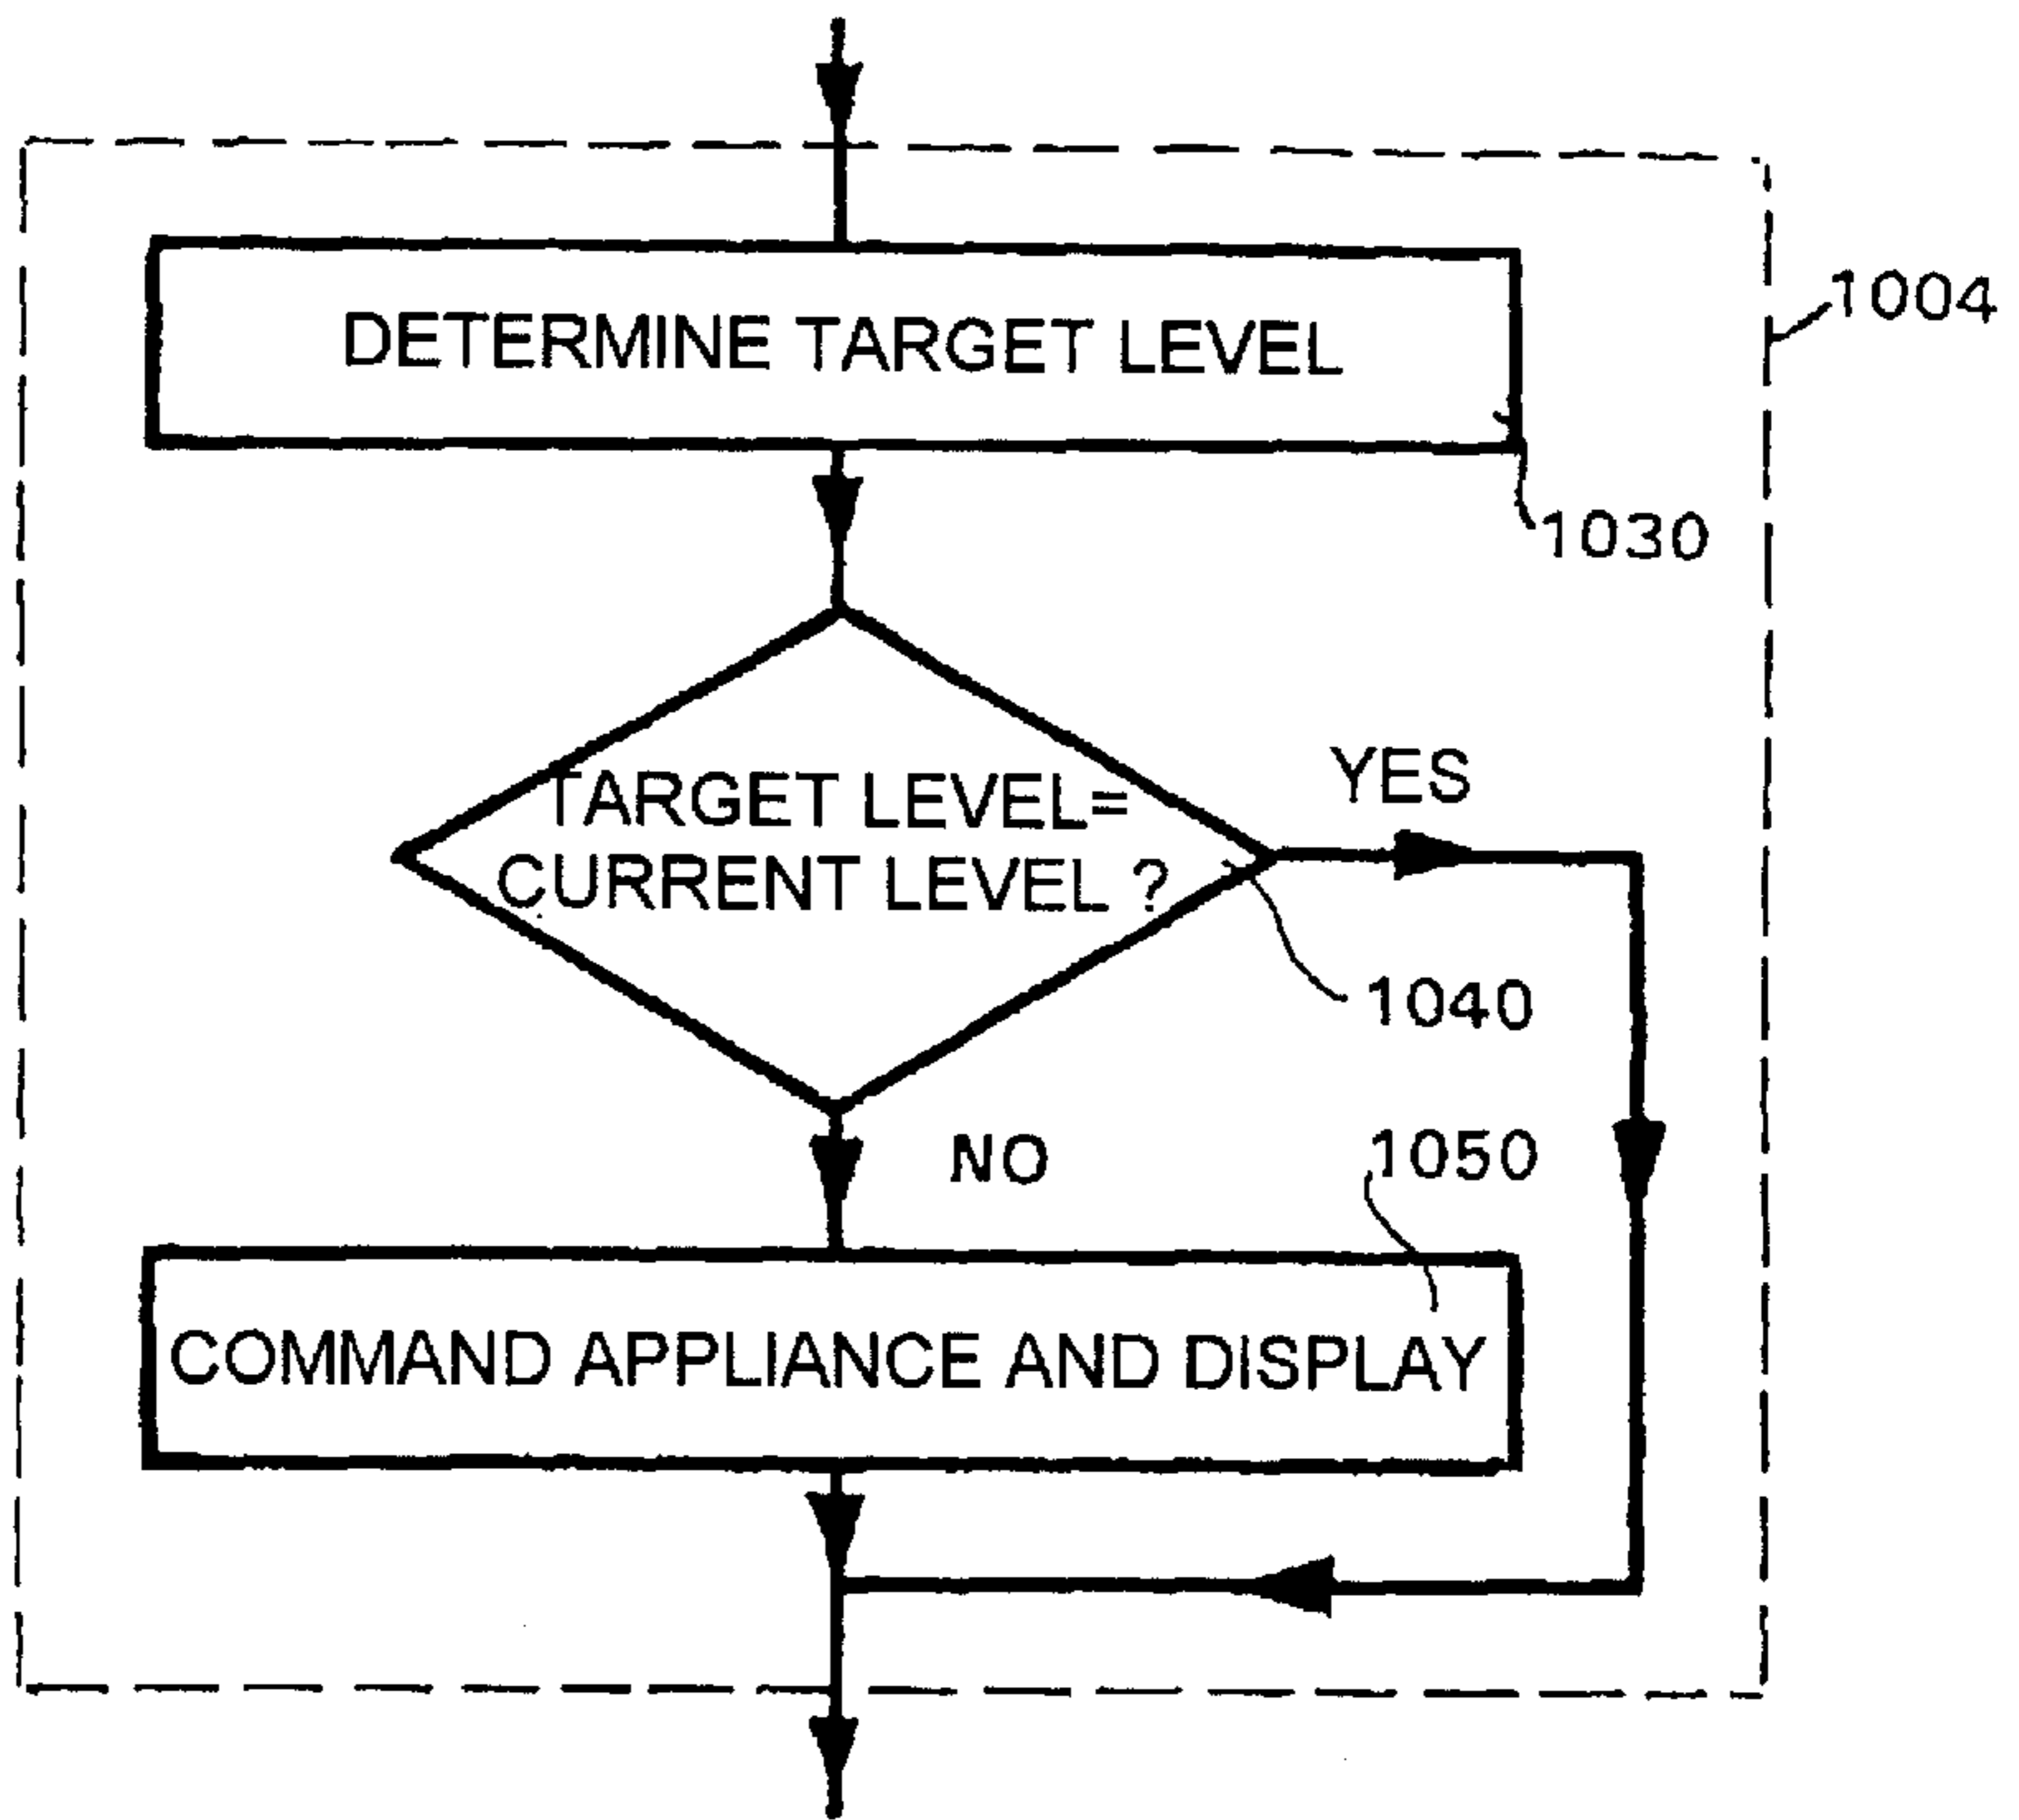 DETERMINE TARGET LEVEL
1004
1030
TARGET LEVEL=
CURRENT LEVEL ?
YES
1040
NO
1050
COMMAND APPLIANCE AND DISPLAY